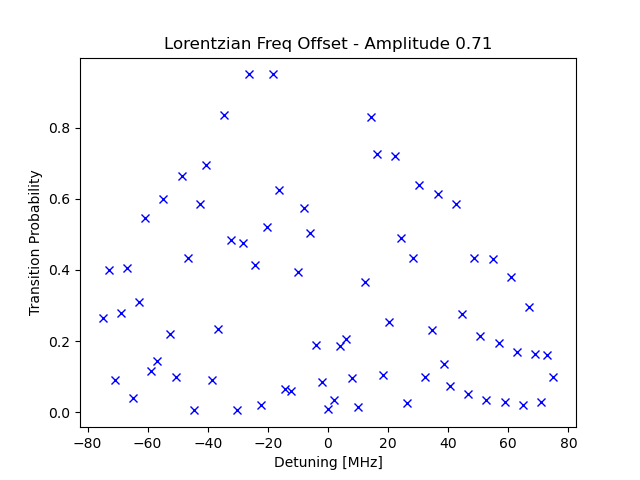 Lorentzian Freq Offset - Amplitude 0.71
Transition Probability
0.8
0.6
0.4
0.2
0.0
−80 −60 −40 −20 0 20 40 60 80
Detuning [MHz]